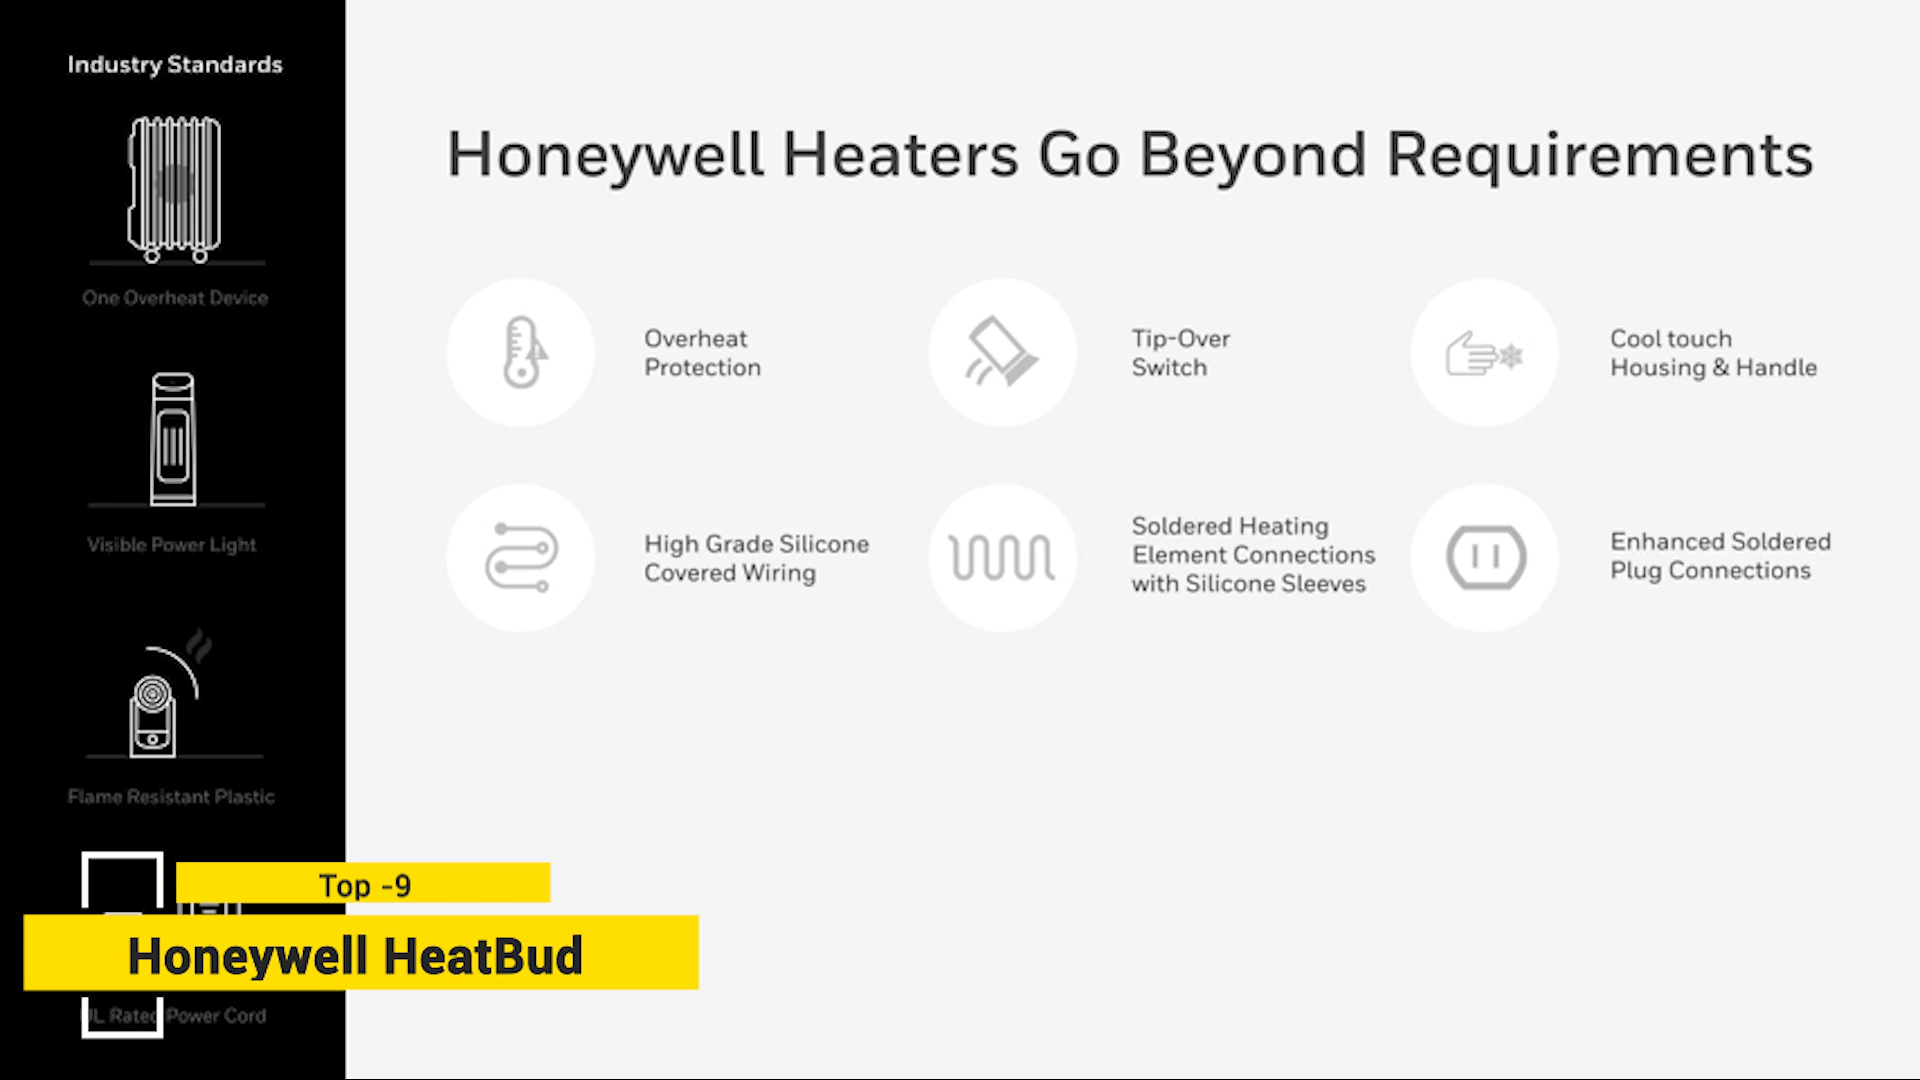 Industry Standards
One Overheat Device
Visible Power Light
Flame Resistant Plastic
UL Rated Power Cord
Honeywell Heaters Go Beyond Requirements
Overheat
Protection
Tip-Over
Switch
Cool touch
Housing & Handle
High Grade Silicone
Covered Wiring
Soldered Heating
Element Connections
with Silicone Sleeves
Enhanced Soldered
Plug Connections
Top -9
Honeywell HeatBud